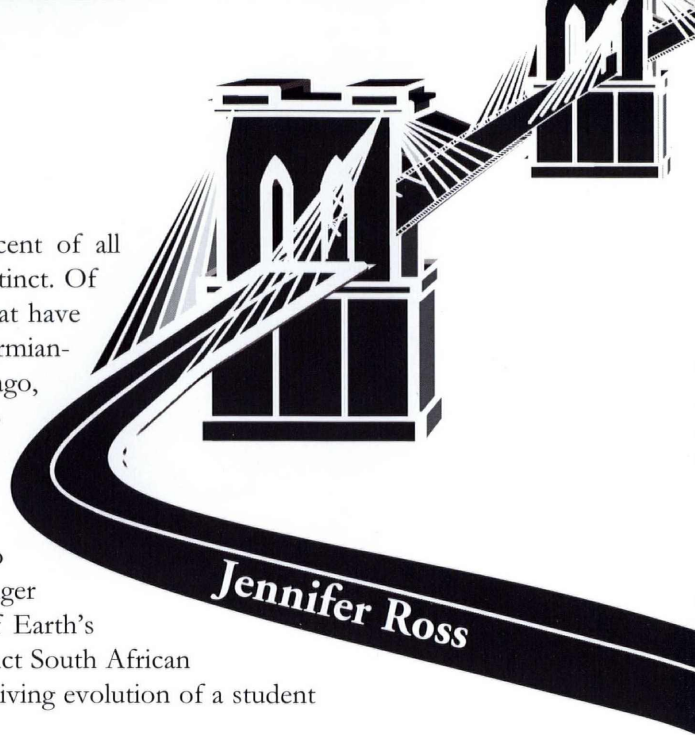 cent of all
tinct. Of
at have
rmian-
ago,
o
ger
f Earth's
ct South African
iving evolution of a student
Jennifer Ross